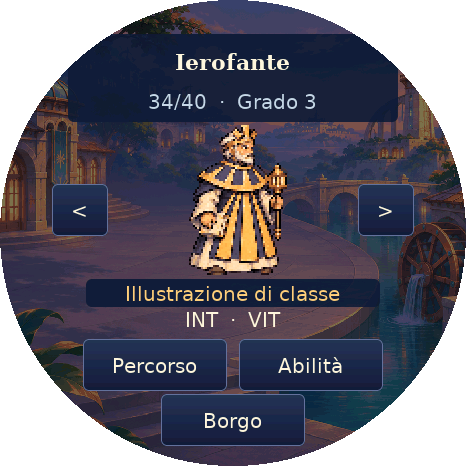 Ierofante
34/40 · Grado 3
< >
Illustrazione di classe
INT · VIT
Percorso Abilità
Borgo